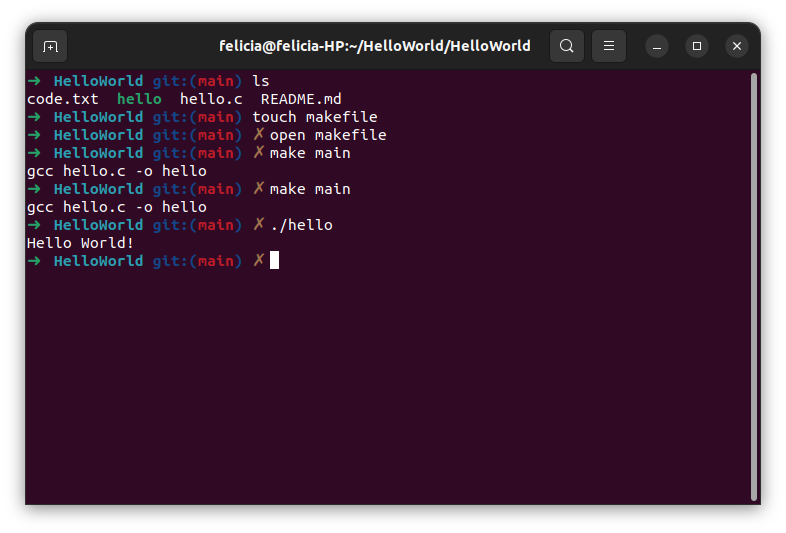 felicia@felicia-HP:~/HelloWorld/HelloWorld
➜ HelloWorld git:(main) ls
code.txt hello hello.c README.md
➜ HelloWorld git:(main) touch makefile
➜ HelloWorld git:(main) ✗ open makefile
➜ HelloWorld git:(main) ✗ make main
gcc hello.c -o hello
➜ HelloWorld git:(main) ✗ make main
gcc hello.c -o hello
➜ HelloWorld git:(main) ✗ ./hello
Hello World!
➜ HelloWorld git:(main) ✗